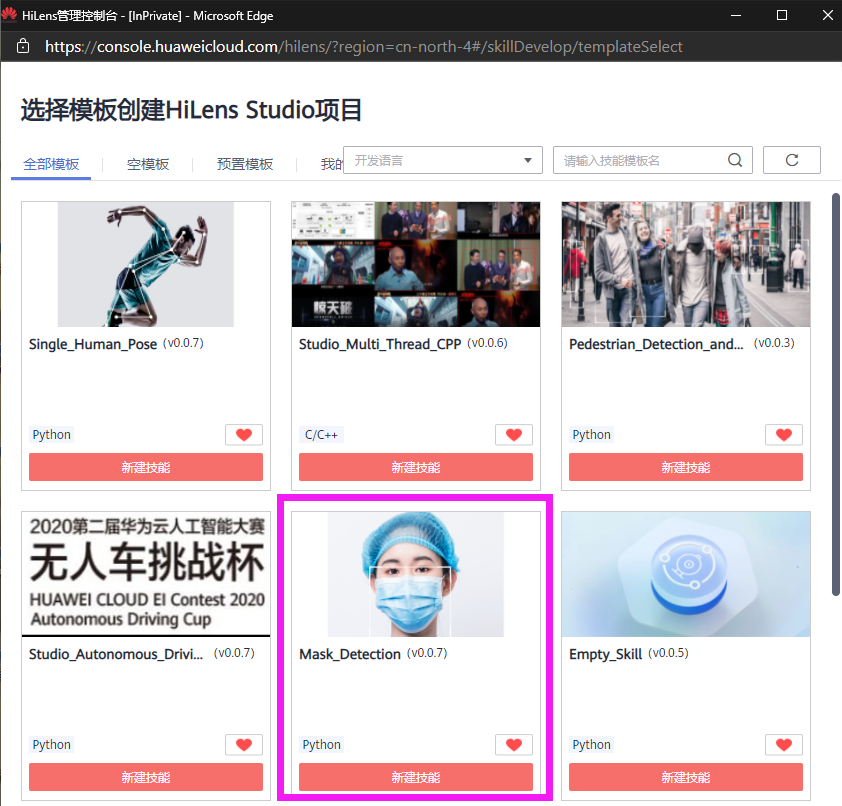 HiLens管理控制台 - [InPrivate] - Microsoft Edge
https://console.huaweicloud.com/hilens/?region=cn-north-4#/skillDevelop/templateSelect
选择模板创建HiLens Studio项目
全部模板
空模板
预置模板
我的
开发语言
请输入技能模板名
惊天破
Single_Human_Pose (v0.0.7)
Studio_Multi_Thread_CPP (v0.0.6)
Pedestrian_Detection_and... (v0.0.3)
Python
C/C++
Python
新建技能
新建技能
新建技能
2020第二届华为云人工智能大赛
无人车挑战杯
HUAWEI CLOUD EI Contest 2020
Autonomous Driving Cup
Studio_Autonomous_Drivi... (v0.0.7)
Mask_Detection (v0.0.7)
Empty_Skill (v0.0.5)
Python
Python
Python
新建技能
新建技能
新建技能